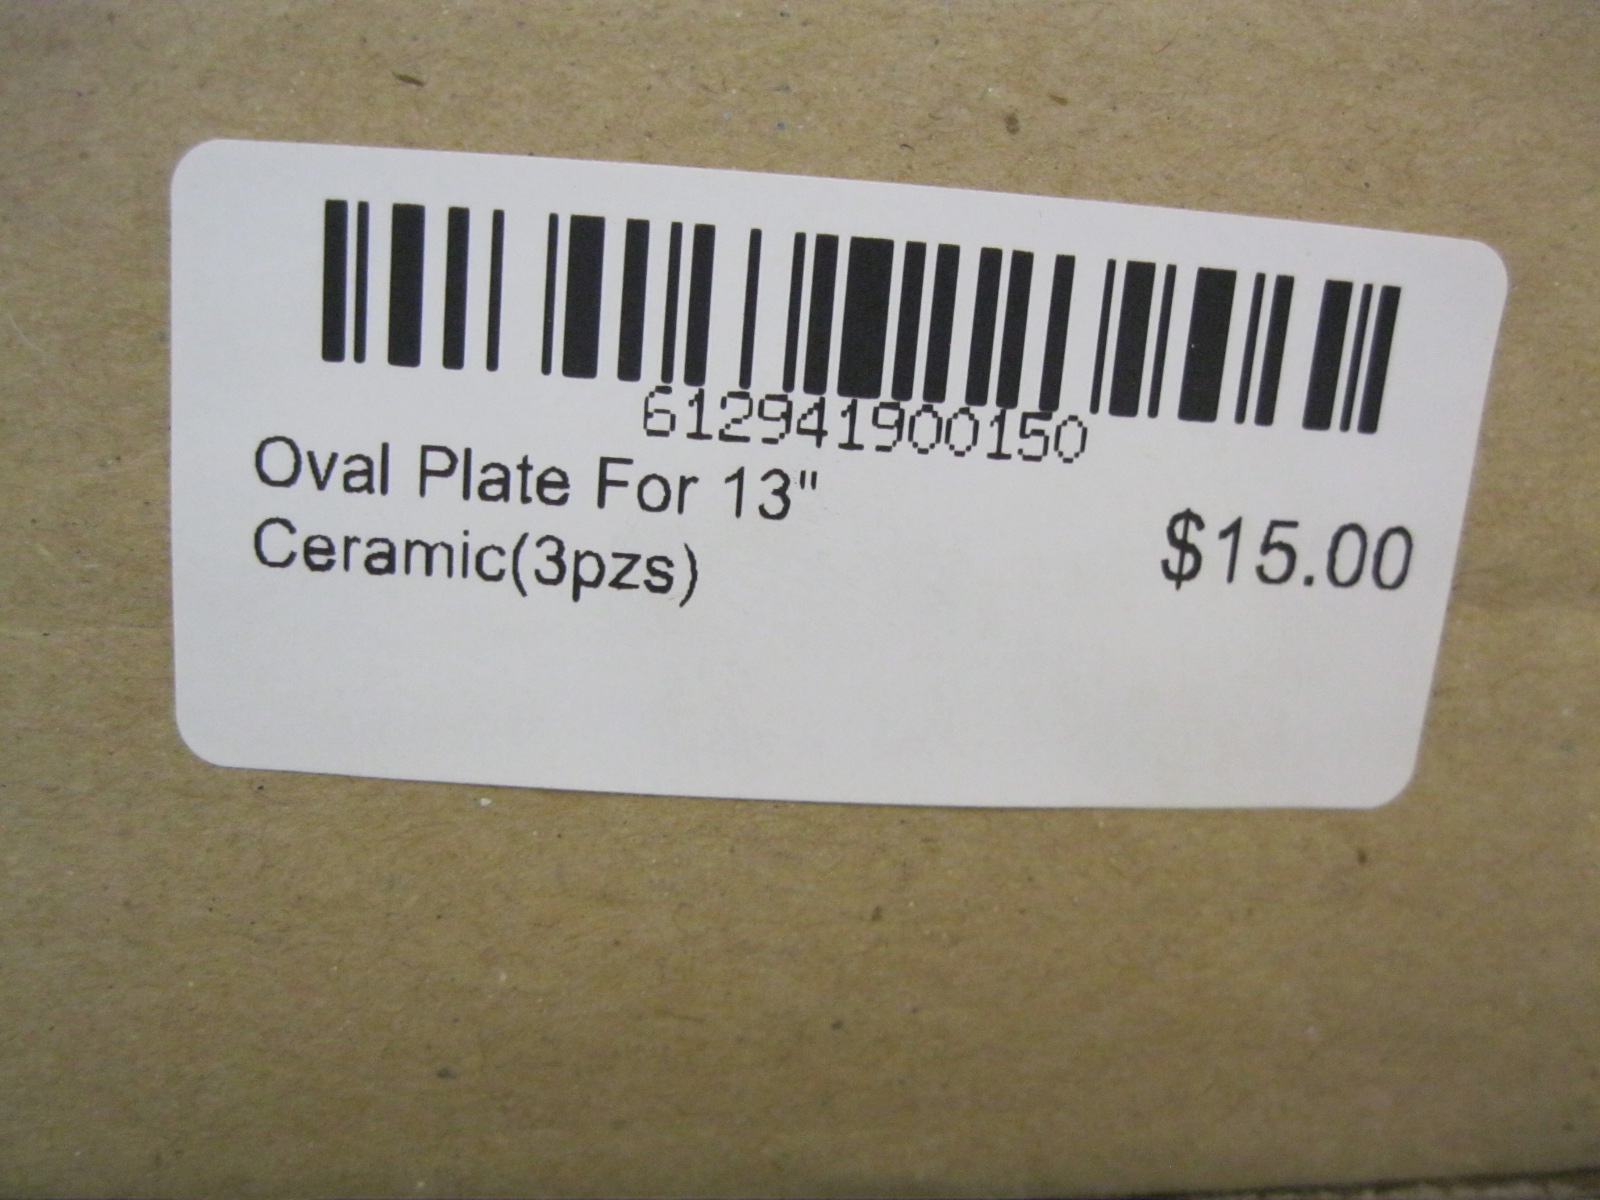 612941900150
Oval Plate For 13"
Ceramic(3pzs)
$15.00